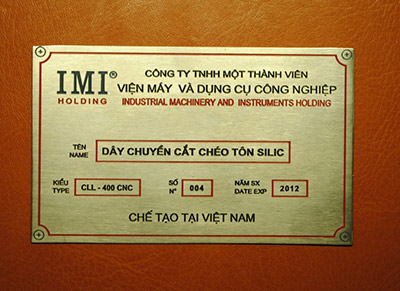 IMI®
HOLDING
CÔNG TY TNHH MỘT THÀNH VIÊN
VIỆN MÁY VÀ DỤNG CỤ CÔNG NGHIỆP
INDUSTRIAL MACHINERY AND INSTRUMENTS HOLDING
TÊN
NAME
DÂY CHUYỀN CẮT CHÉO TÔN SILIC
KIỂU
TYPE
CLL - 400 CNC
SỐ
Nº
004
NĂM SX
DATE EXP
2012
CHẾ TẠO TẠI VIỆT NAM